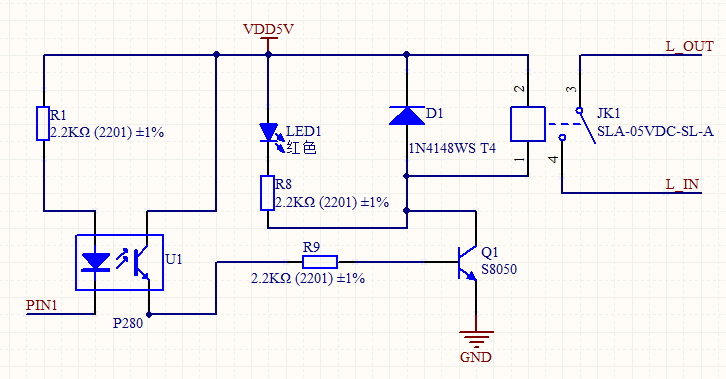 VDD5V
L_OUT
R1
2.2KΩ (2201) ±1%
LED1
红色
D1
1N4148WS T4
2
3
JK1
SLA-05VDC-SL-A
1
4
R8
2.2KΩ (2201) ±1%
L_IN
U1
R9
2.2KΩ (2201) ±1%
Q1
S8050
PIN1
P280
GND